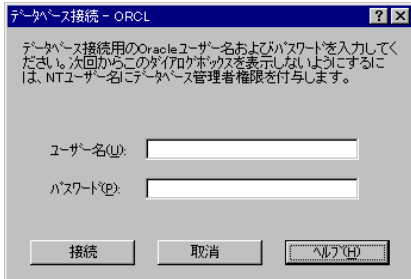 ﾃﾞｰﾀﾍﾞｰｽ接続 - ORCL
ﾃﾞｰﾀﾍﾞｰｽ接続用のOracleﾕｰｻﾞｰ名およびﾊﾟｽﾜｰﾄﾞを入力してく
ださい。次回からこのﾀﾞｲｱﾛｸﾞﾎﾞｯｸｽを表示しないようにするに
は、NTﾕｰｻﾞｰ名にﾃﾞｰﾀﾍﾞｰｽ管理者権限を付与します。
ﾕｰｻﾞｰ名(U):
ﾊﾟｽﾜｰﾄﾞ(P):
接続 取消 ﾍﾙﾌﾟ(H)